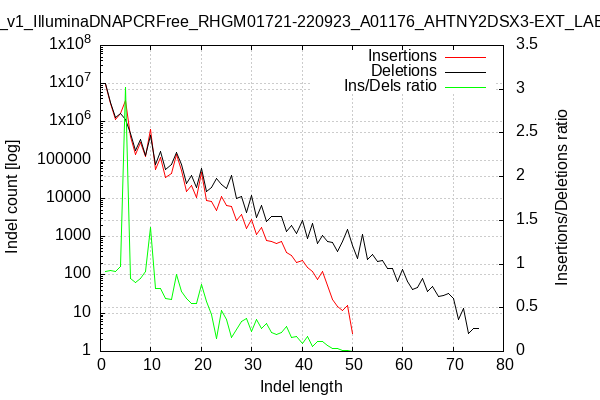 _v1_IlluminaDNAPCRFree_RHGM01721-220923_A01176_AHTNY2DSX3-EXT_LAB
Insertions
Deletions
Ins/Dels ratio
1x10^8
1x10^7
1x10^6
100000
10000
1000
100
10
1
3.5
3
2.5
2
1.5
1
0.5
0
0 10 20 30 40 50 60 70 80
Indel length
Indel count [log]
Insertions/Deletions ratio